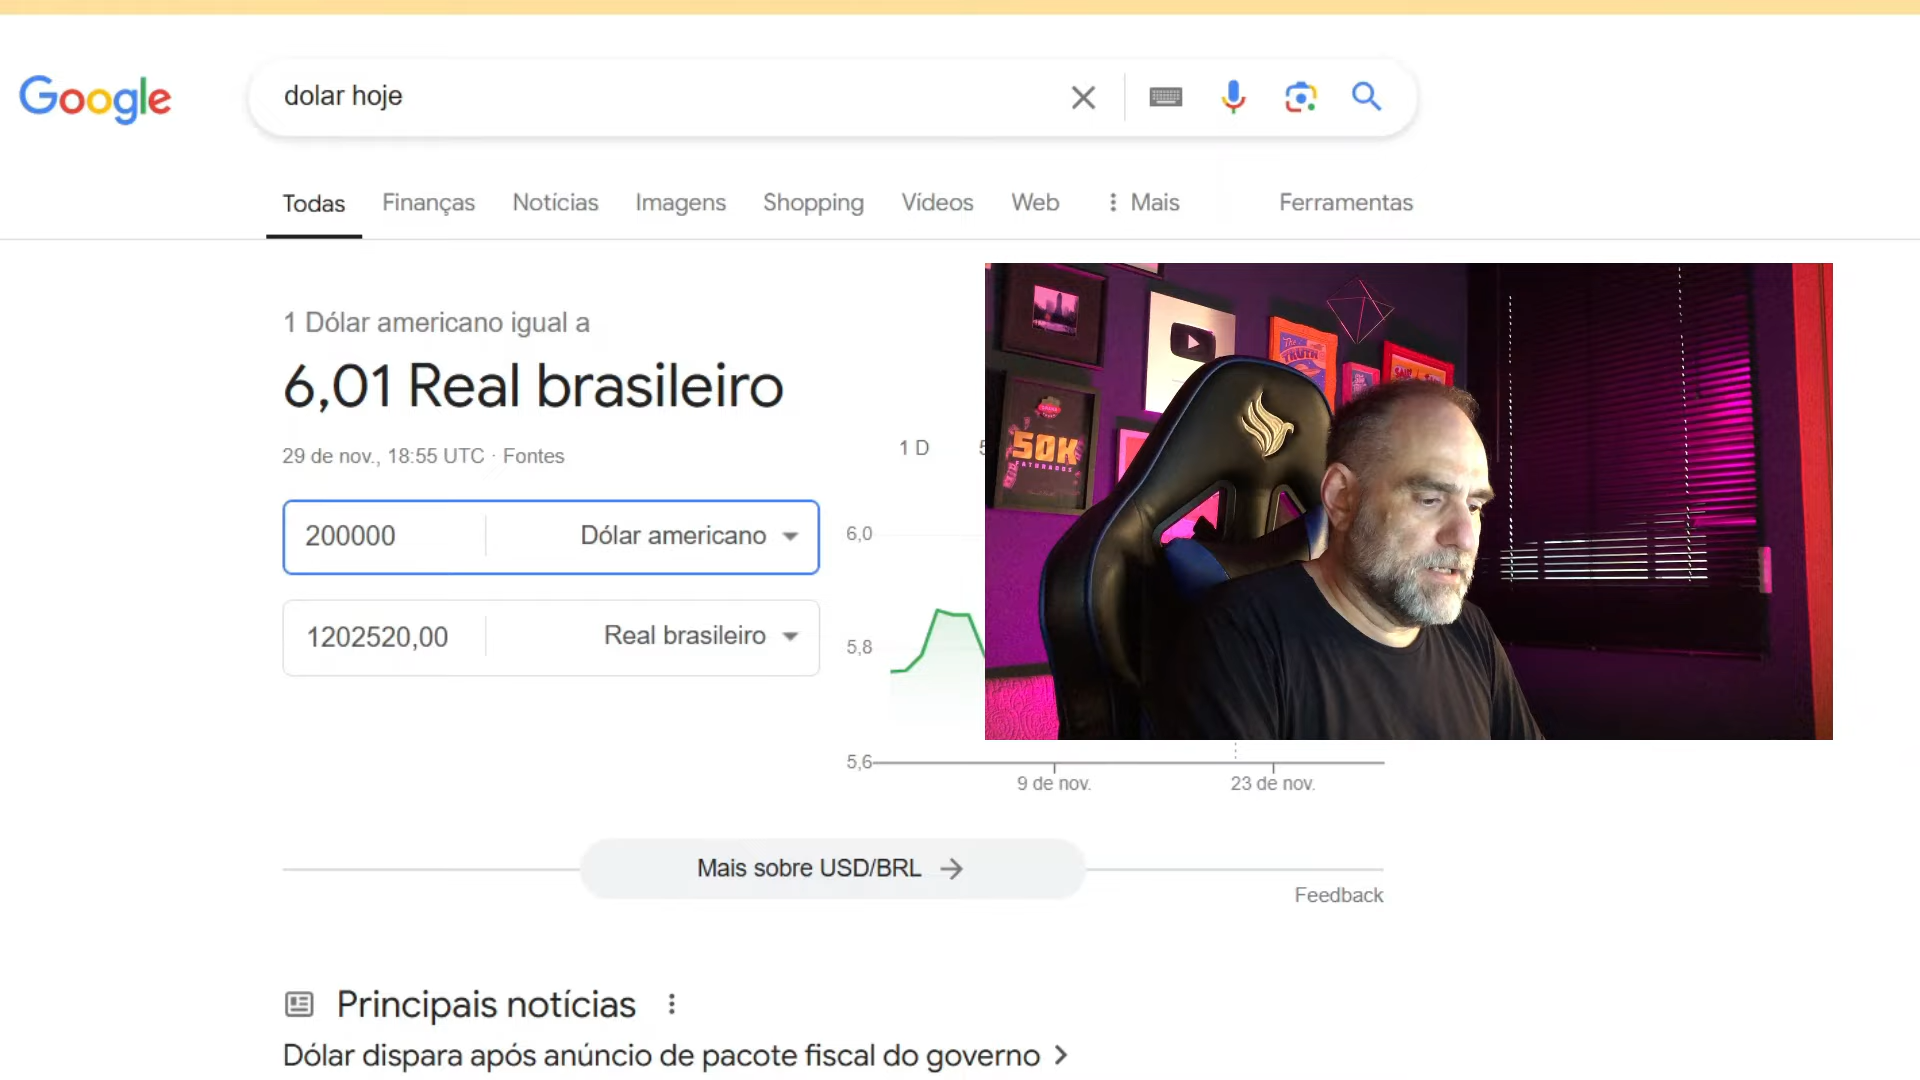 Google
dolar hoje
Todas Finanças Notícias Imagens Shopping Vídeos Web Mais Ferramentas
1 Dólar americano igual a
6,01 Real brasileiro
29 de nov., 18:55 UTC · Fontes
1 D
200000 Dólar americano
1202520,00 Real brasileiro
6,0
5,8
5,6
9 de nov. 23 de nov.
50K
FATURADOS
The
TRUTH
Mais sobre USD/BRL
Feedback
Principais notícias
Dólar dispara após anúncio de pacote fiscal do governo